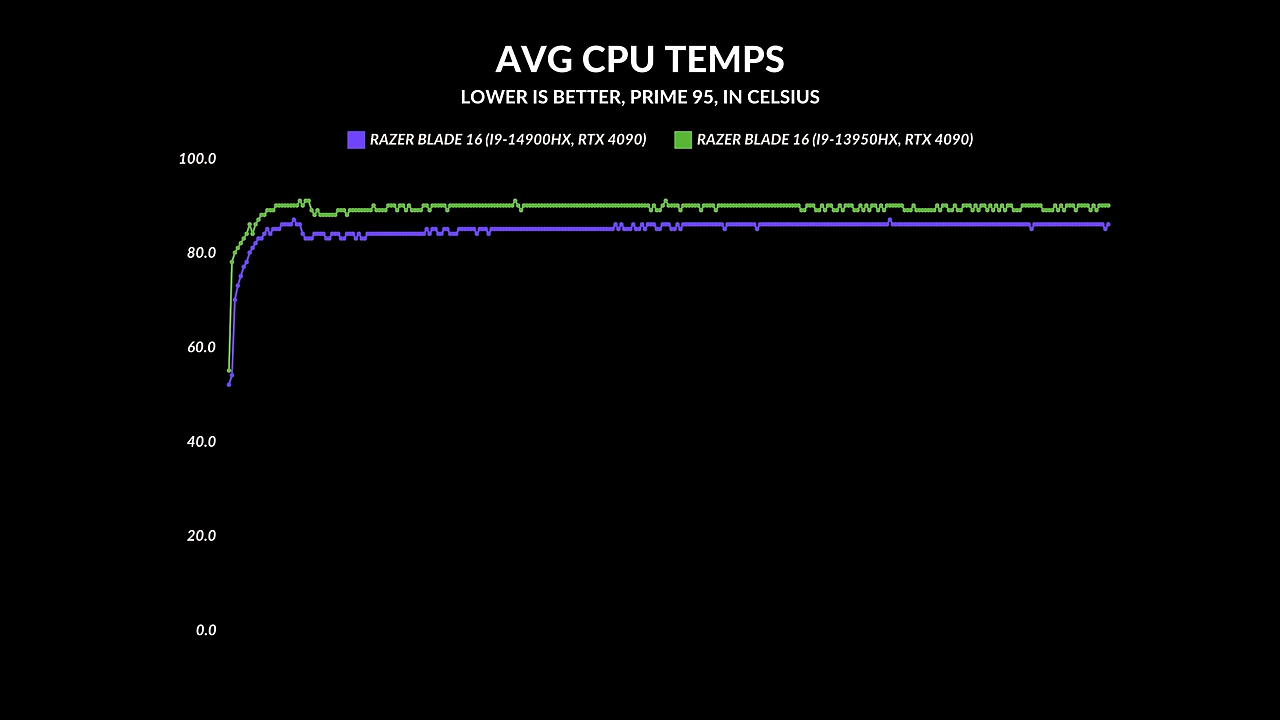 AVG CPU TEMPS
LOWER IS BETTER, PRIME 95, IN CELSIUS
RAZER BLADE 16 (I9-14900HX, RTX 4090) RAZER BLADE 16 (I9-13950HX, RTX 4090)
100.0
80.0
60.0
40.0
20.0
0.0